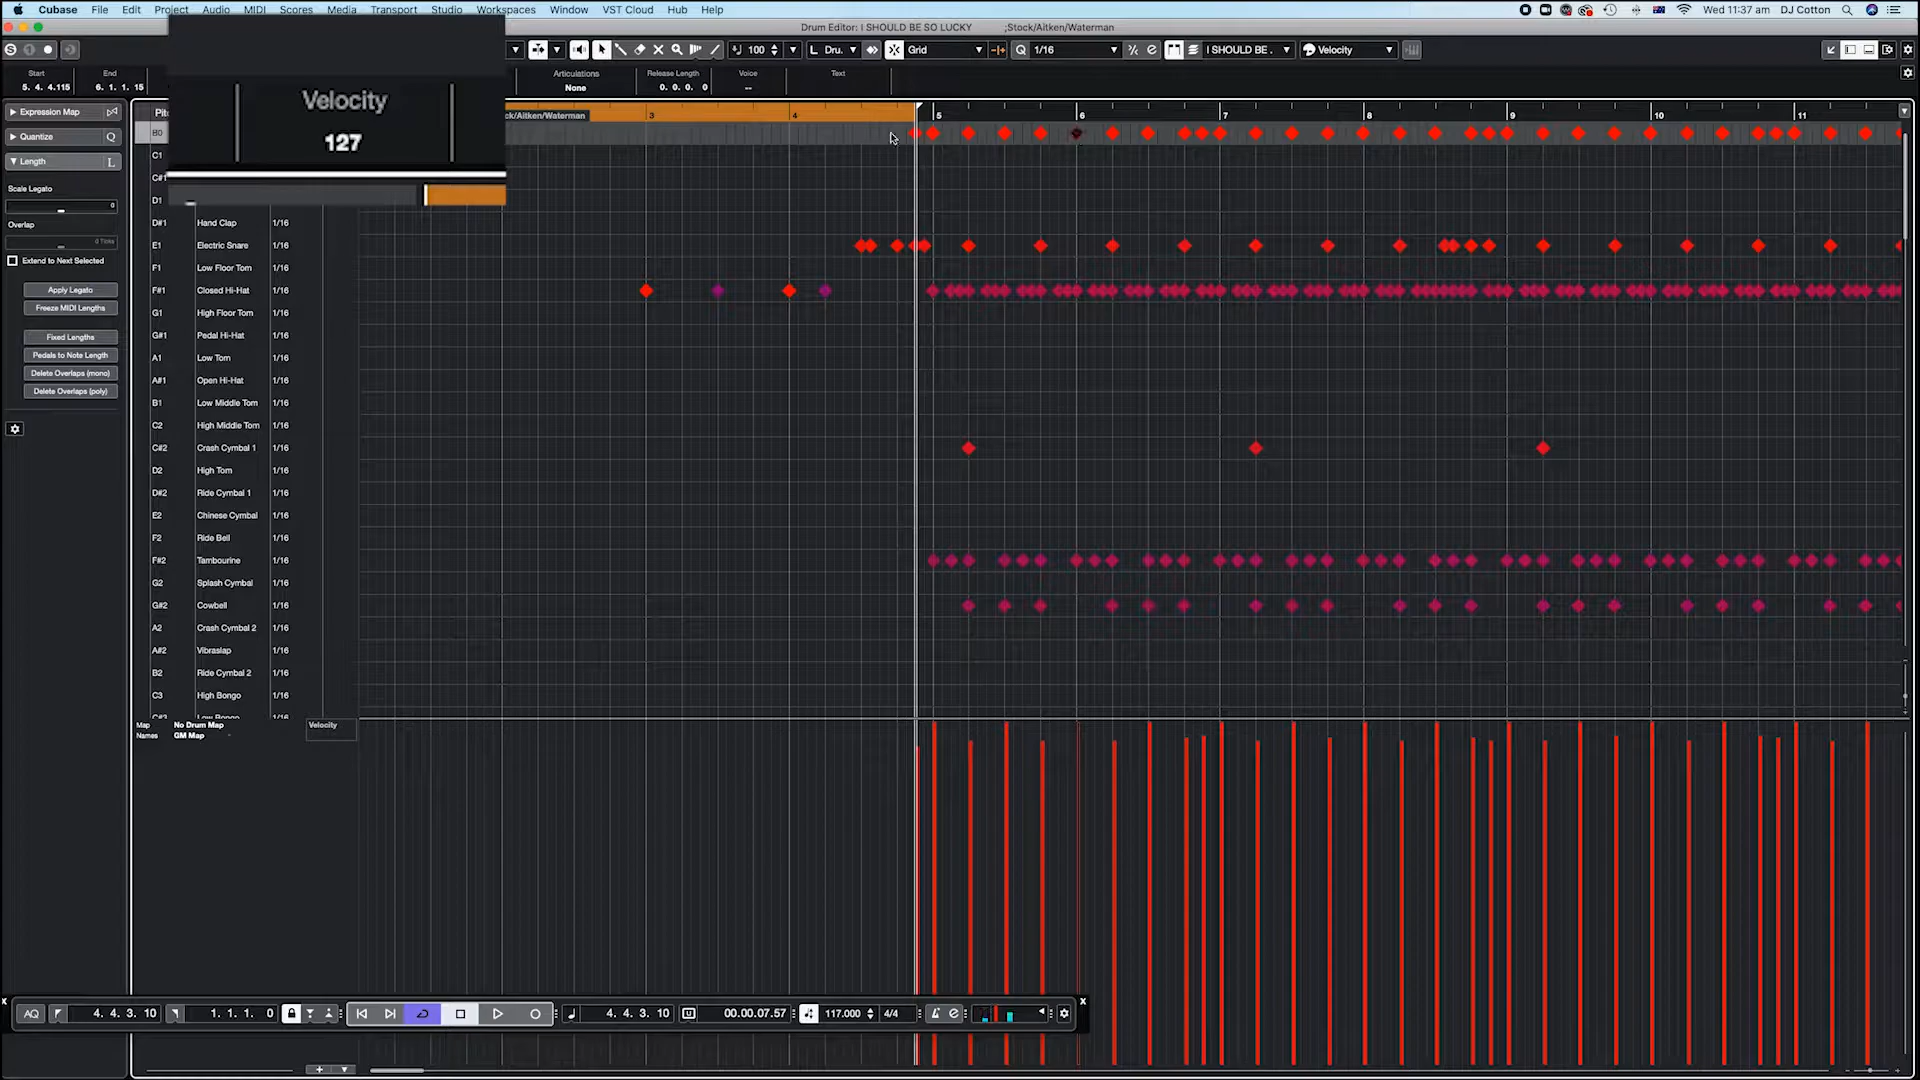 Cubase File Edit Project Audio MIDI Scores Media Transport Studio Workspaces Window VST Cloud Hub Help Wed 11:37 am DJ Cotton
Drum Editor: I SHOULD BE SO LUCKY ;Stock/Aitken/Waterman
100 L Dru. Grid Q 1/16 I SHOULD BE . Velocity
Start End Articulations Release Length Voice Text
5. 4. 4.115 6. 1. 1. 15 None 0. 0. 0. 0 --
Velocity
127
Expression Map
Quantize Q
Length L
Scale Legato
0
Overlap
0 Ticks
Extend to Next Selected
Apply Legato
Freeze MIDI Lengths
Fixed Lengths
Pedals to Note Length
Delete Overlaps (mono)
Delete Overlaps (poly)
ck/Aitken/Waterman 3 4 5 6 7 8 9 10 11
B0
C1
C#1
D1
D#1 Hand Clap 1/16
E1 Electric Snare 1/16
F1 Low Floor Tom 1/16
F#1 Closed Hi-Hat 1/16
G1 High Floor Tom 1/16
G#1 Pedal Hi-Hat 1/16
A1 Low Tom 1/16
A#1 Open Hi-Hat 1/16
B1 Low Middle Tom 1/16
C2 High Middle Tom 1/16
C#2 Crash Cymbal 1 1/16
D2 High Tom 1/16
D#2 Ride Cymbal 1 1/16
E2 Chinese Cymbal 1/16
F2 Ride Bell 1/16
F#2 Tambourine 1/16
G2 Splash Cymbal 1/16
G#2 Cowbell 1/16
A2 Crash Cymbal 2 1/16
A#2 Vibraslap 1/16
B2 Ride Cymbal 2 1/16
C3 High Bongo 1/16
C#3 Low Bongo 1/16
Map No Drum Map Velocity
Names GM Map
AQ 4. 4. 3. 10 1. 1. 1. 0 4. 4. 3. 10 00.00.07.57 117.000 4/4